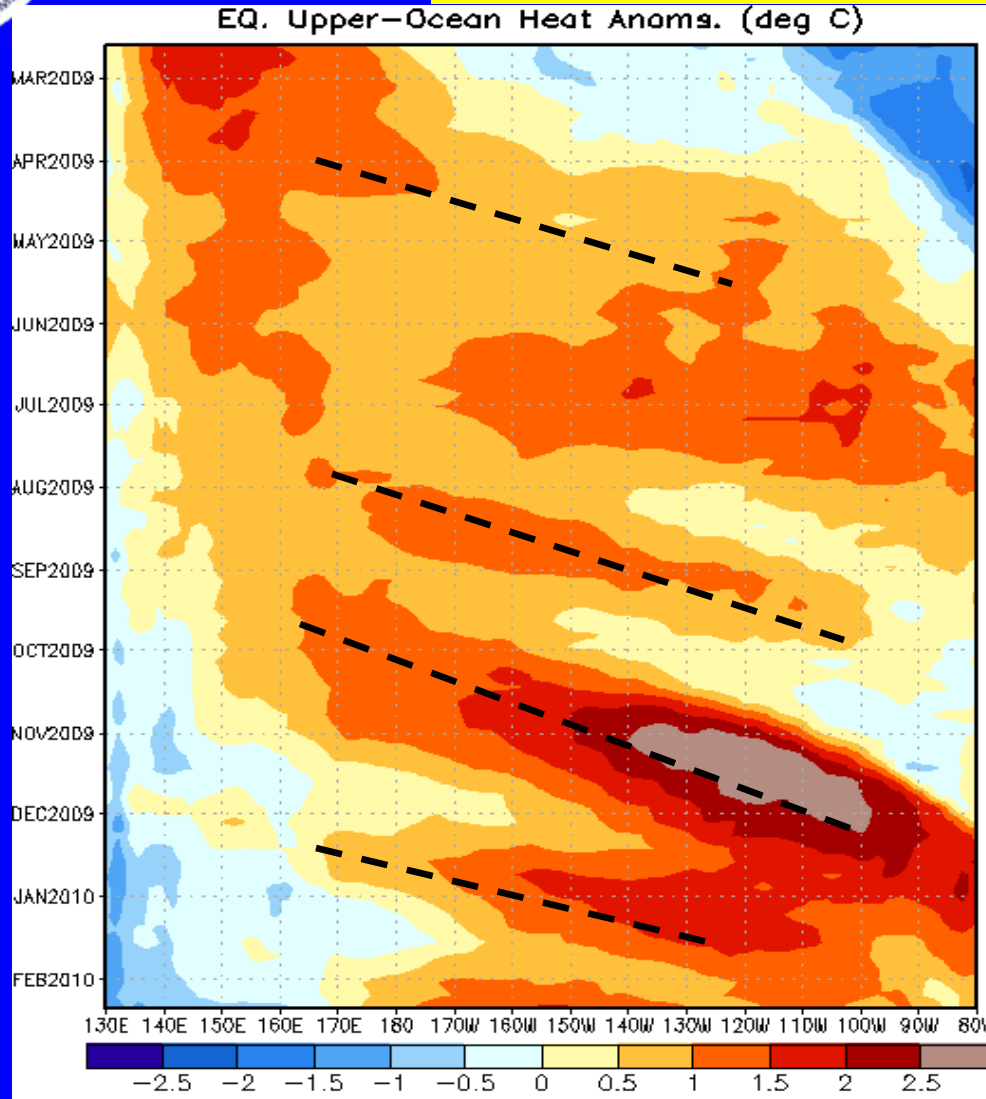 EQ. Upper-Ocean Heat Anoms. (deg C)
MAR2009
APR2009
MAY2009
JUN2009
JUL2009
AUG2009
SEP2009
OCT2009
NOV2009
DEC2009
JAN2010
FEB2010
130E 140E 150E 160E 170E 180 170W 160W 150W 140W 130W 120W 110W 100W 90W 80W
-2.5 -2 -1.5 -1 -0.5 0 0.5 1 1.5 2 2.5